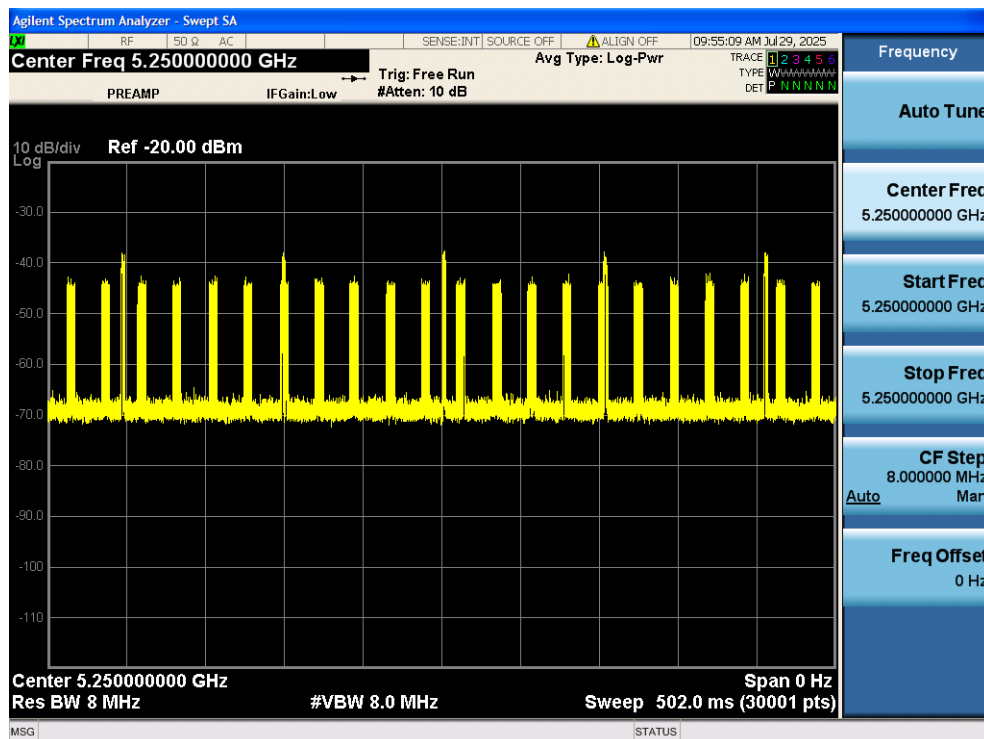 Agilent Spectrum Analyzer - Swept SA
LXI RF 50 Ω AC SENSE:INT SOURCE OFF ALIGN OFF 09:55:09 AM Jul 29, 2025
Center Freq 5.250000000 GHz Avg Type: Log-Pwr TRACE 1 2 3 4 5 6
Trig: Free Run TYPE W
PREAMP IFGain:Low #Atten: 10 dB DET P N N N N N
10 dB/div Ref -20.00 dBm
Log
-30.0
-40.0
-50.0
-60.0
-70.0
-80.0
-90.0
-100
-110
Center 5.250000000 GHz Span 0 Hz
Res BW 8 MHz #VBW 8.0 MHz Sweep 502.0 ms (30001 pts)
MSG STATUS
Frequency
Auto Tune
Center Freq
5.250000000 GHz
Start Freq
5.250000000 GHz
Stop Freq
5.250000000 GHz
CF Step
8.000000 MHz
Auto Man
Freq Offset
0 Hz